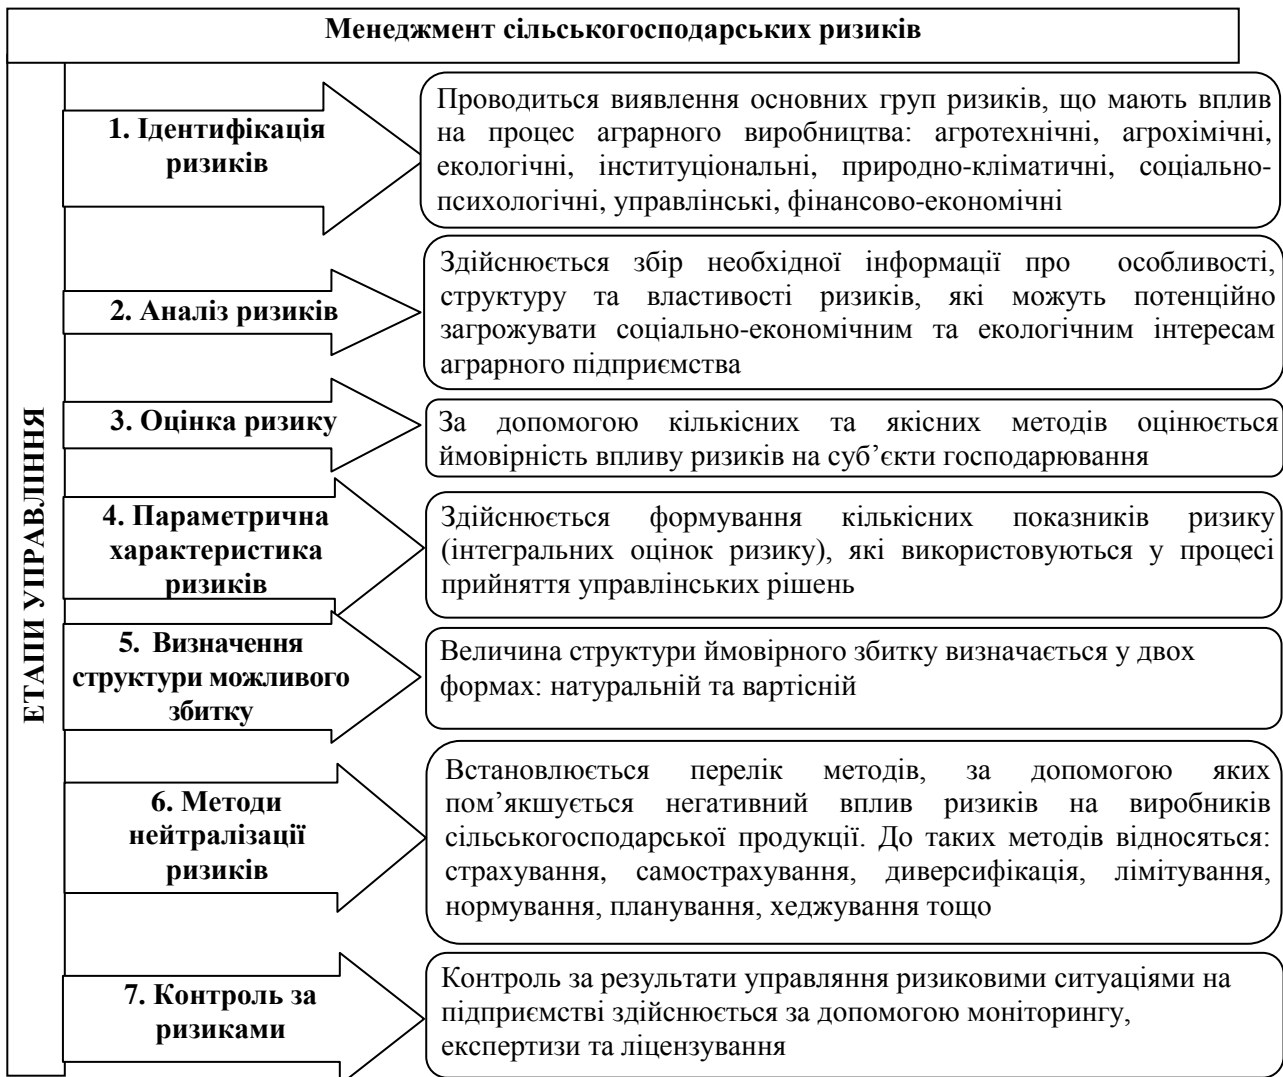 Менеджмент сільськогосподарських ризиків
ЕТАПИ УПРАВЛІННЯ
1. Ідентифікація
ризиків
Проводиться виявлення основних груп ризиків, що мають вплив
на процес аграрного виробництва: агротехнічні, агрохімічні,
екологічні, інституціональні, природно-кліматичні, соціально-
психологічні, управлінські, фінансово-економічні
2. Аналіз ризиків
Здійснюється збір необхідної інформації про особливості,
структуру та властивості ризиків, які можуть потенційно
загрожувати соціально-економічним та екологічним інтересам
аграрного підприємства
3. Оцінка ризику
За допомогою кількісних та якісних методів оцінюється
ймовірність впливу ризиків на суб’єкти господарювання
4. Параметрична
характеристика
ризиків
Здійснюється формування кількісних показників ризику
(інтегральних оцінок ризику), які використовуються у процесі
прийняття управлінських рішень
5. Визначення
структури можливого
збитку
Величина структури ймовірного збитку визначається у двох
формах: натуральній та вартісній
6. Методи
нейтралізації
ризиків
Встановлюється перелік методів, за допомогою яких
пом’якшується негативний вплив ризиків на виробників
сільськогосподарської продукції. До таких методів відносяться:
страхування, самострахування, диверсифікація, лімітування,
нормування, планування, хеджування тощо
7. Контроль за
ризиками
Контроль за результати управляння ризиковими ситуаціями на
підприємстві здійснюється за допомогою моніторингу,
експертизи та ліцензування